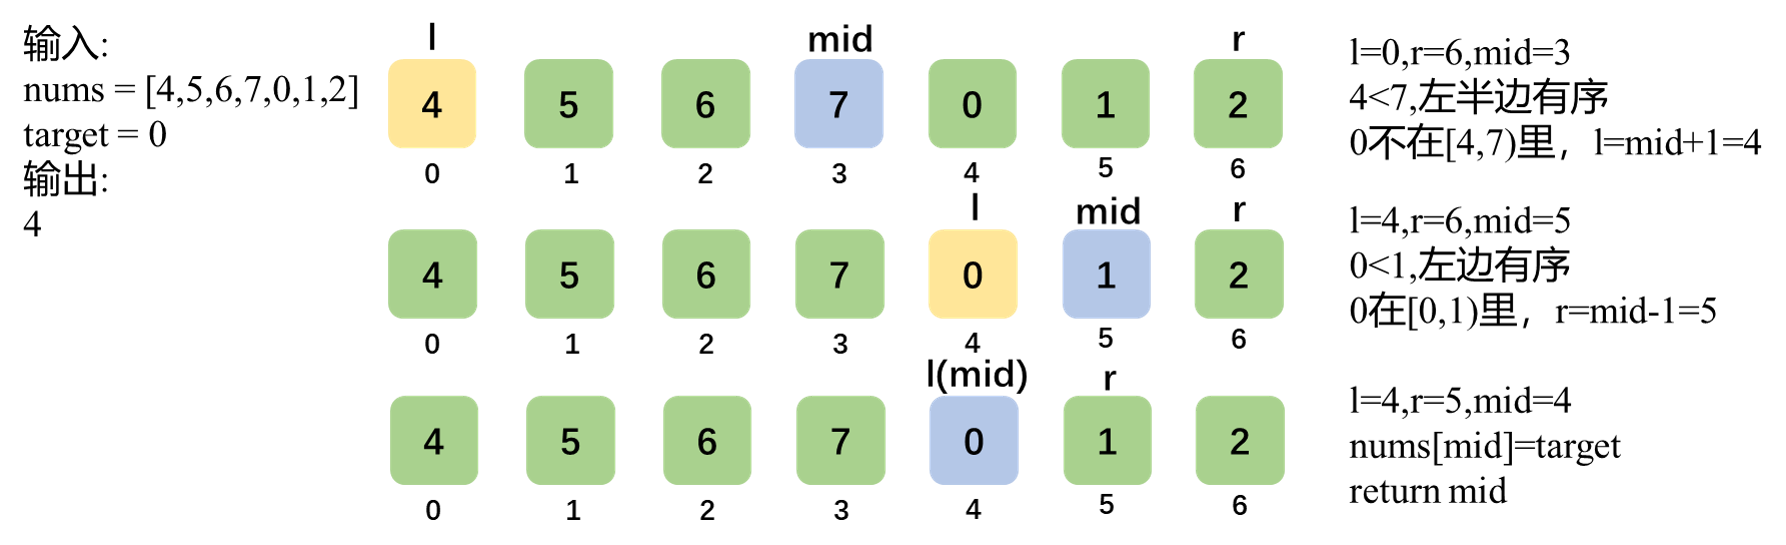 输入:
nums = [4,5,6,7,0,1,2]
target = 0
输出:
4
l mid r
4 5 6 7 0 1 2
0 1 2 3 4 5 6
l=0,r=6,mid=3
4<7,左半边有序
0不在[4,7)里，l=mid+1=4
l mid r
4 5 6 7 0 1 2
0 1 2 3 4 5 6
l=4,r=6,mid=5
0<1,左边有序
0在[0,1)里，r=mid-1=5
l(mid) r
4 5 6 7 0 1 2
0 1 2 3 4 5 6
l=4,r=5,mid=4
nums[mid]=target
return mid